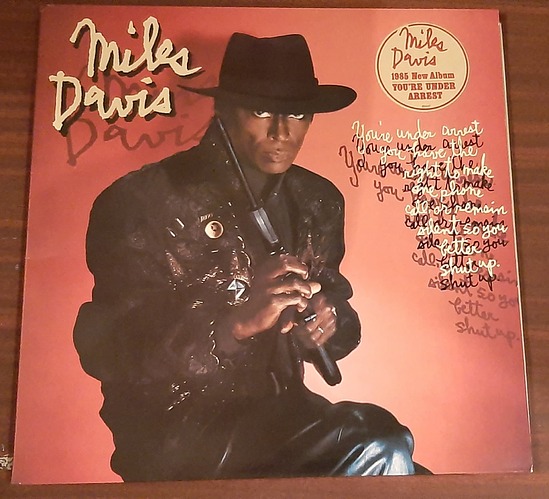 Miles
Davis
Miles
Davis
1985 New Album
YOU'RE UNDER
ARREST
You're under arrest
you have the
right to make
one phone
call or remain
silent so you
better
shut up.